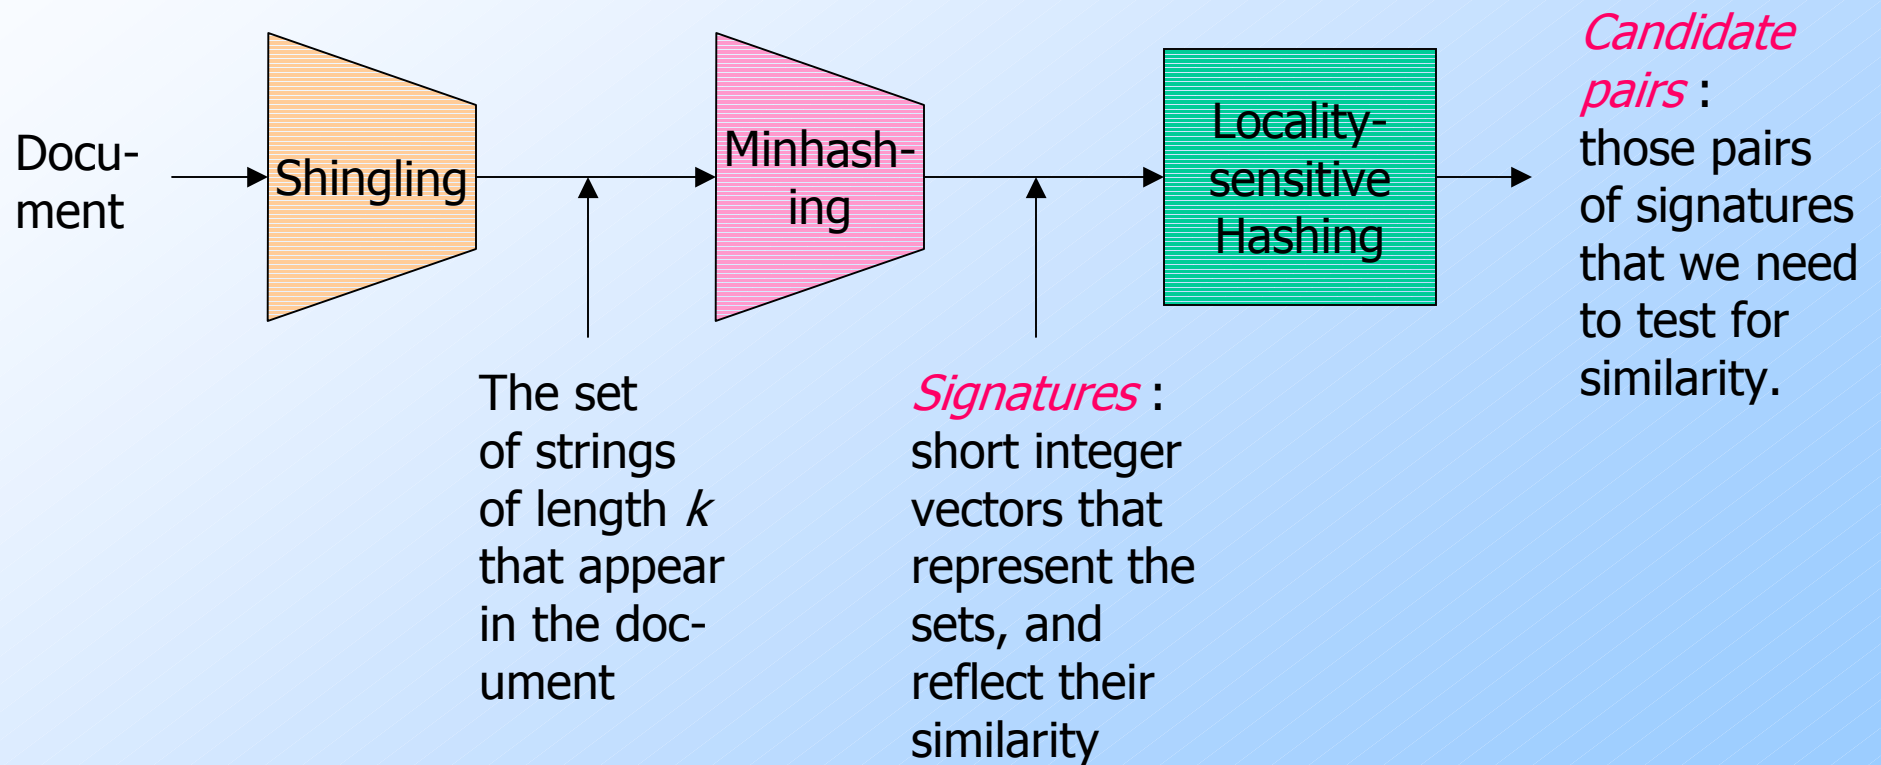 Docu-
ment
Shingling
The set
of strings
of length k
that appear
in the doc-
ument
Minhash-
ing
Signatures :
short integer
vectors that
represent the
sets, and
reflect their
similarity
Locality-
sensitive
Hashing
Candidate
pairs :
those pairs
of signatures
that we need
to test for
similarity.